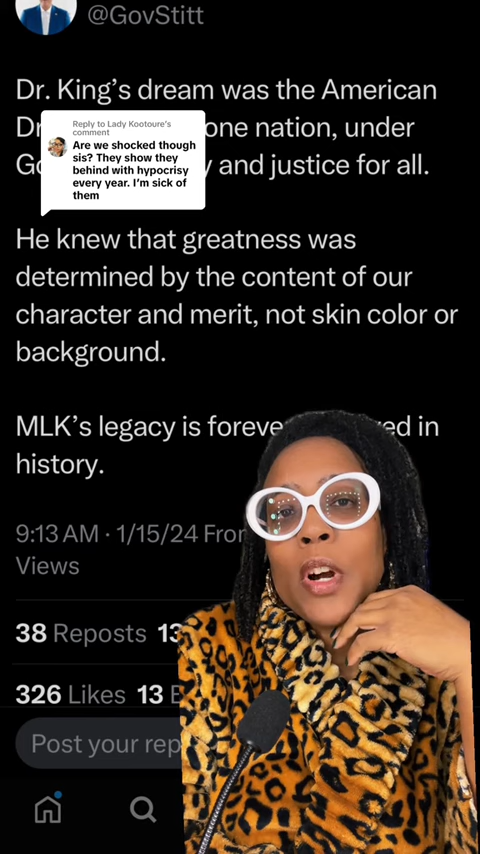 @GovStitt
Dr. King's dream was the American
one nation, under
and justice for all.
Reply to Lady Kootoure's
comment
Are we shocked though
sis? They show they
behind with hypocrisy
every year. I'm sick of
them
He knew that greatness was
determined by the content of our
character and merit, not skin color or
background.
MLK's legacy is in
history.
9:13 AM · 1/15/24
Views
38 Reposts
326 Likes 13
Post your